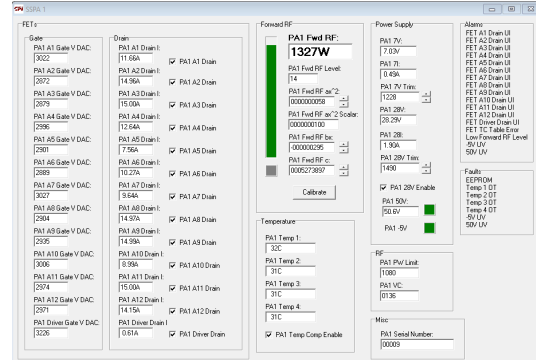 SSPA 1
FETs
Gate
PA1 A1 Gate V DAC:
3022
PA1 A2 Gate V DAC:
2872
PA1 A3 Gate V DAC:
2879
PA1 A4 Gate V DAC:
2996
PA1 A5 Gate V DAC:
2901
PA1 A6 Gate V DAC:
2889
PA1 A7 Gate V DAC:
3027
PA1 A8 Gate V DAC:
2904
PA1 A9 Gate V DAC:
2935
PA1 A10 Gate V DAC:
3006
PA1 A11 Gate V DAC:
2974
PA1 A12 Gate V DAC:
2971
PA1 Driver Gate V DAC:
3226
Drain
PA1 A1 Drain I:
11.66A
PA1 A1 Drain
PA1 A2 Drain I:
14.96A
PA1 A2 Drain
PA1 A3 Drain I:
15.00A
PA1 A3 Drain
PA1 A4 Drain I:
12.64A
PA1 A4 Drain
PA1 A5 Drain I:
7.56A
PA1 A5 Drain
PA1 A6 Drain I:
10.27A
PA1 A6 Drain
PA1 A7 Drain I:
9.64A
PA1 A7 Drain
PA1 A8 Drain I:
14.97A
PA1 A8 Drain
PA1 A9 Drain I:
14.99A
PA1 A9 Drain
PA1 A10 Drain I:
8.99A
PA1 A10 Drain
PA1 A11 Drain I:
15.00A
PA1 A11 Drain
PA1 A12 Drain I:
14.15A
PA1 A12 Drain
PA1 Driver Drain I
0.61A
PA1 Driver Drain
Forward RF
PA1 Fwd RF:
1327W
PA1 Fwd RF Level:
14
PA1 Fwd RF ax^2:
0000000058
PA1 Fwd RF ax^2 Scalar:
0000000100
PA1 Fwd RF bx:
-000000295
PA1 Fwd RF c:
0005273897
Calibrate
Temperature
PA1 Temp 1:
32C
PA1 Temp 2:
31C
PA1 Temp 3:
31C
PA1 Temp 4:
31C
PA1 Temp Comp Enable
Power Supply
PA1 7V:
7.03V
PA1 7I:
0.49A
PA1 7V Trim:
1228
PA1 28V:
28.29V
PA1 28I:
1.90A
PA1 28V Trim:
1490
PA1 28V Enable
PA1 50V:
50.6V
PA1 -5V
RF
PA1 PW Limit:
1080
PA1 VC:
0136
Misc
PA1 Serial Number:
00009
Alarms
FET A1 Drain UI
FET A2 Drain UI
FET A3 Drain UI
FET A4 Drain UI
FET A5 Drain UI
FET A6 Drain UI
FET A7 Drain UI
FET A8 Drain UI
FET A9 Drain UI
FET A10 Drain UI
FET A11 Drain UI
FET A12 Drain UI
FET Driver Drain UI
FET TC Table Error
Low Forward RF Level
-5V UV
50V UV
Faults
EEPROM
Temp 1 OT
Temp 2 OT
Temp 3 OT
Temp 4 OT
-5V UV
50V UV